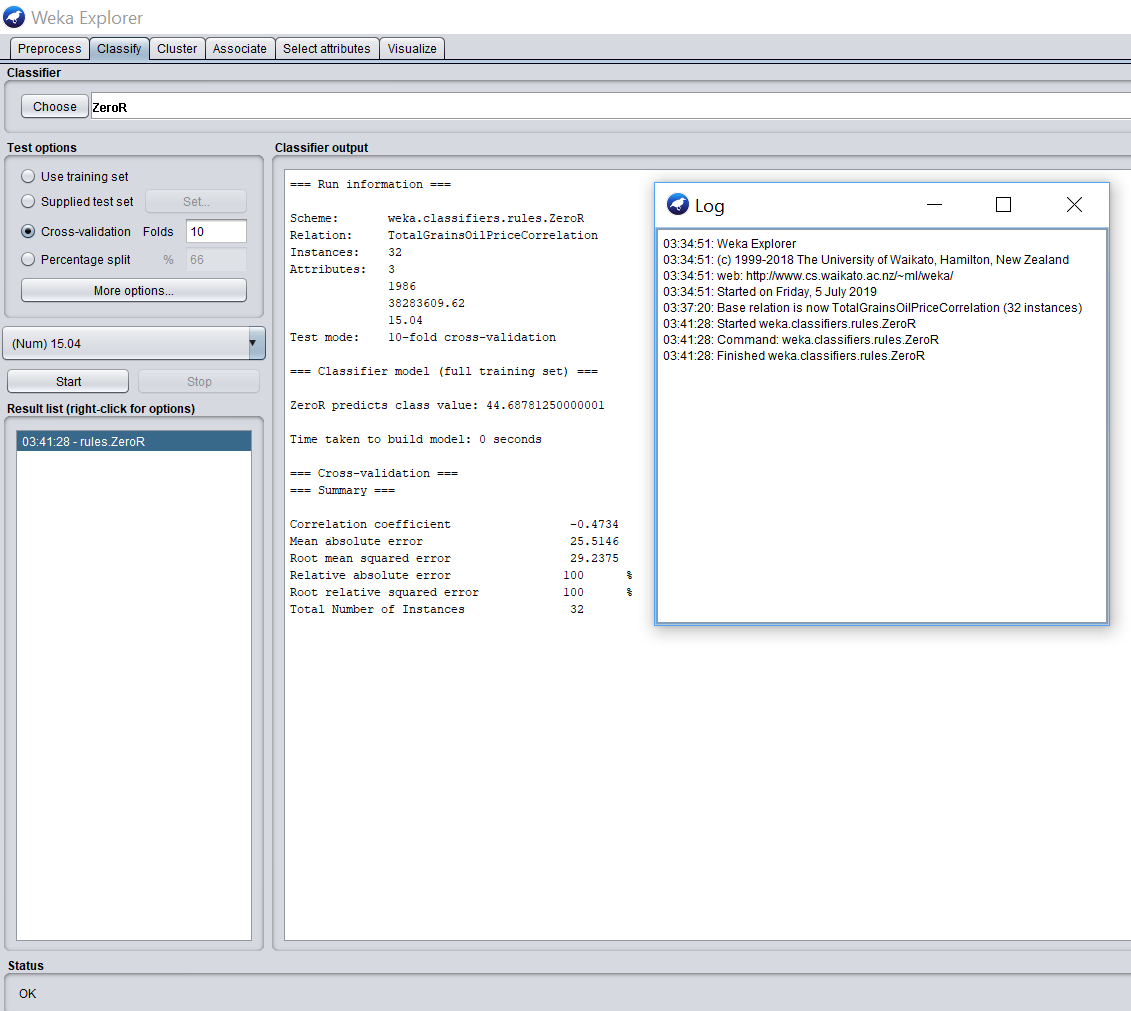 Weka Explorer
Preprocess Classify Cluster Associate Select attributes Visualize
Classifier
Choose ZeroR
Test options
Use training set
Supplied test set Set...
Cross-validation Folds 10
Percentage split % 66
More options...
(Num) 15.04
Start Stop
Result list (right-click for options)
03:41:28 - rules.ZeroR
Classifier output
=== Run information ===
Scheme: weka.classifiers.rules.ZeroR
Relation: TotalGrainsOilPriceCorrelation
Instances: 32
Attributes: 3
1986
38283609.62
15.04
Test mode: 10-fold cross-validation
=== Classifier model (full training set) ===
ZeroR predicts class value: 44.68781250000001
Time taken to build model: 0 seconds
=== Cross-validation ===
=== Summary ===
Correlation coefficient -0.4734
Mean absolute error 25.5146
Root mean squared error 29.2375
Relative absolute error 100 %
Root relative squared error 100 %
Total Number of Instances 32
Log
03:34:51: Weka Explorer
03:34:51: (c) 1999-2018 The University of Waikato, Hamilton, New Zealand
03:34:51: web: http://www.cs.waikato.ac.nz/~ml/weka/
03:34:51: Started on Friday, 5 July 2019
03:37:20: Base relation is now TotalGrainsOilPriceCorrelation (32 instances)
03:41:28: Started weka.classifiers.rules.ZeroR
03:41:28: Command: weka.classifiers.rules.ZeroR
03:41:28: Finished weka.classifiers.rules.ZeroR
Status
OK